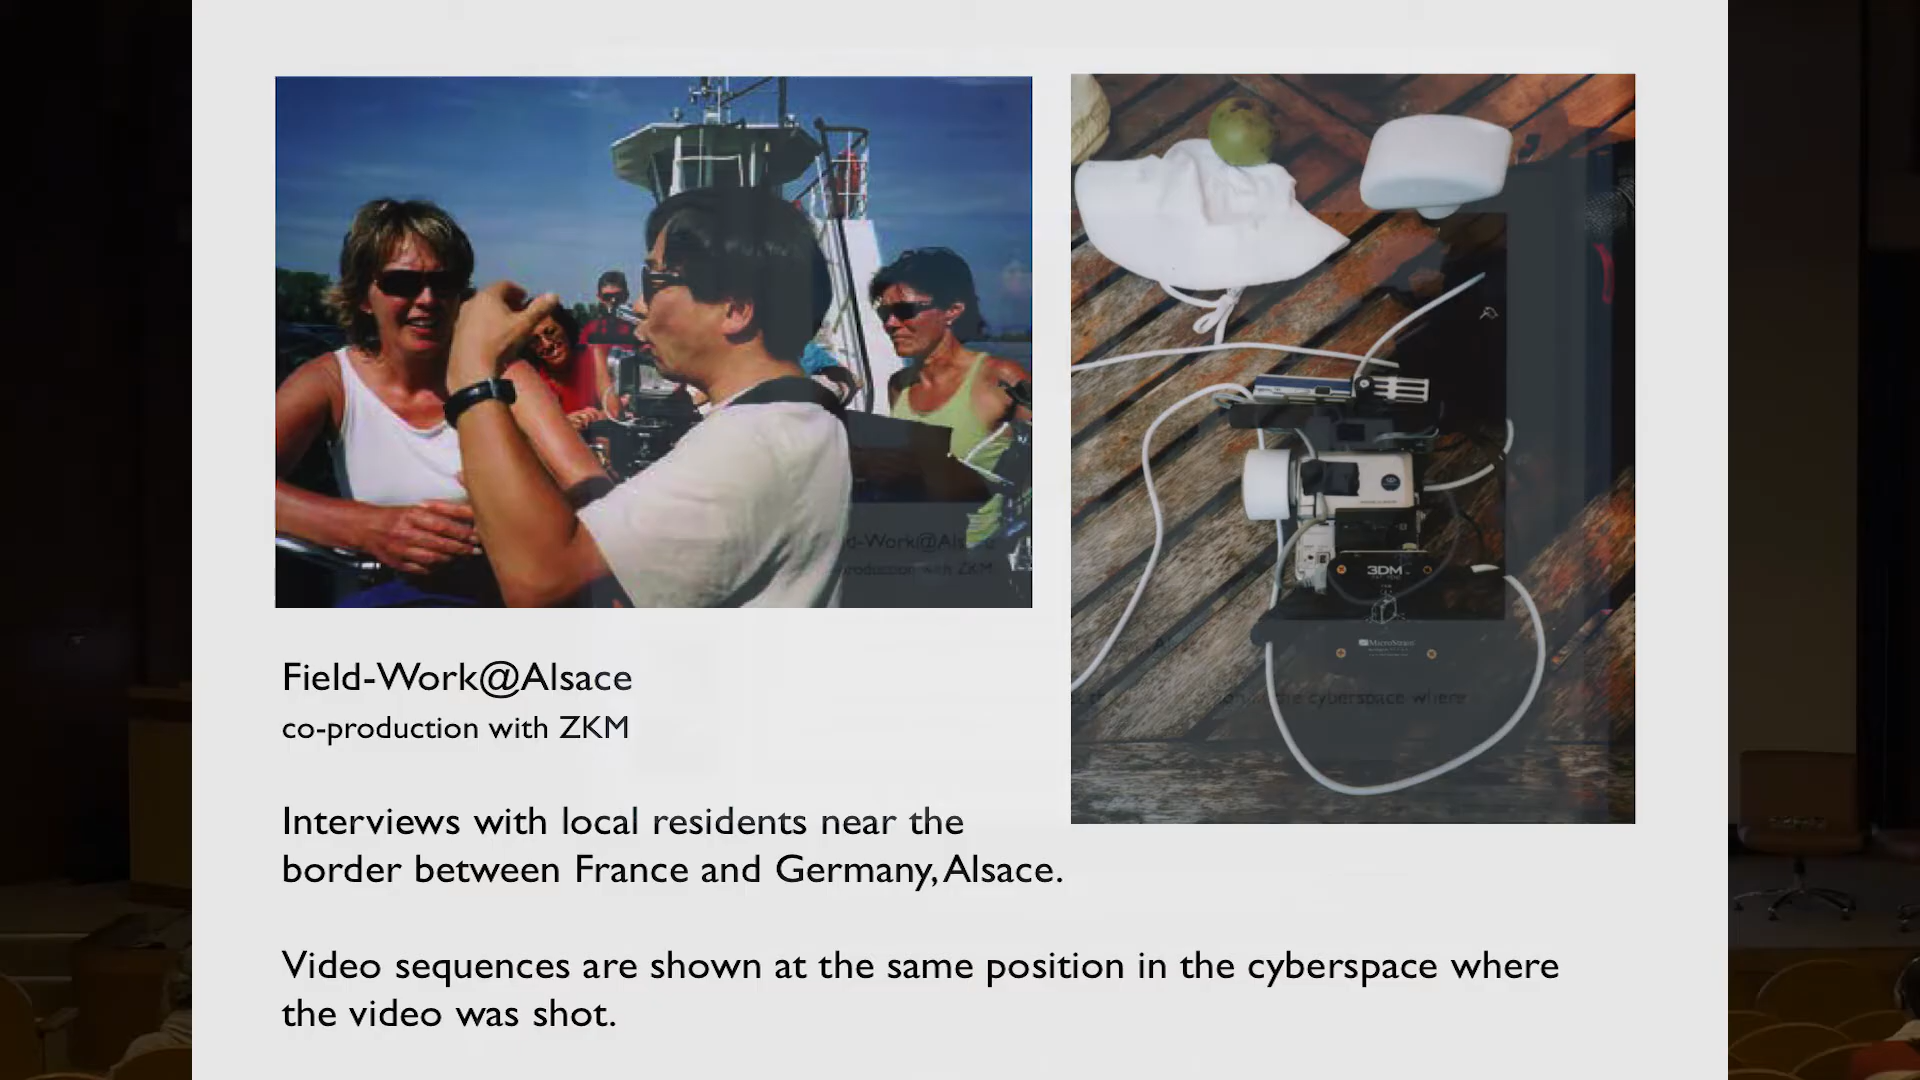 Field-Work@Alsace
co-production with ZKM
Interviews with local residents near the
border between France and Germany, Alsace.
Video sequences are shown at the same position in the cyberspace where
the video was shot.
3DM
MicroStrain